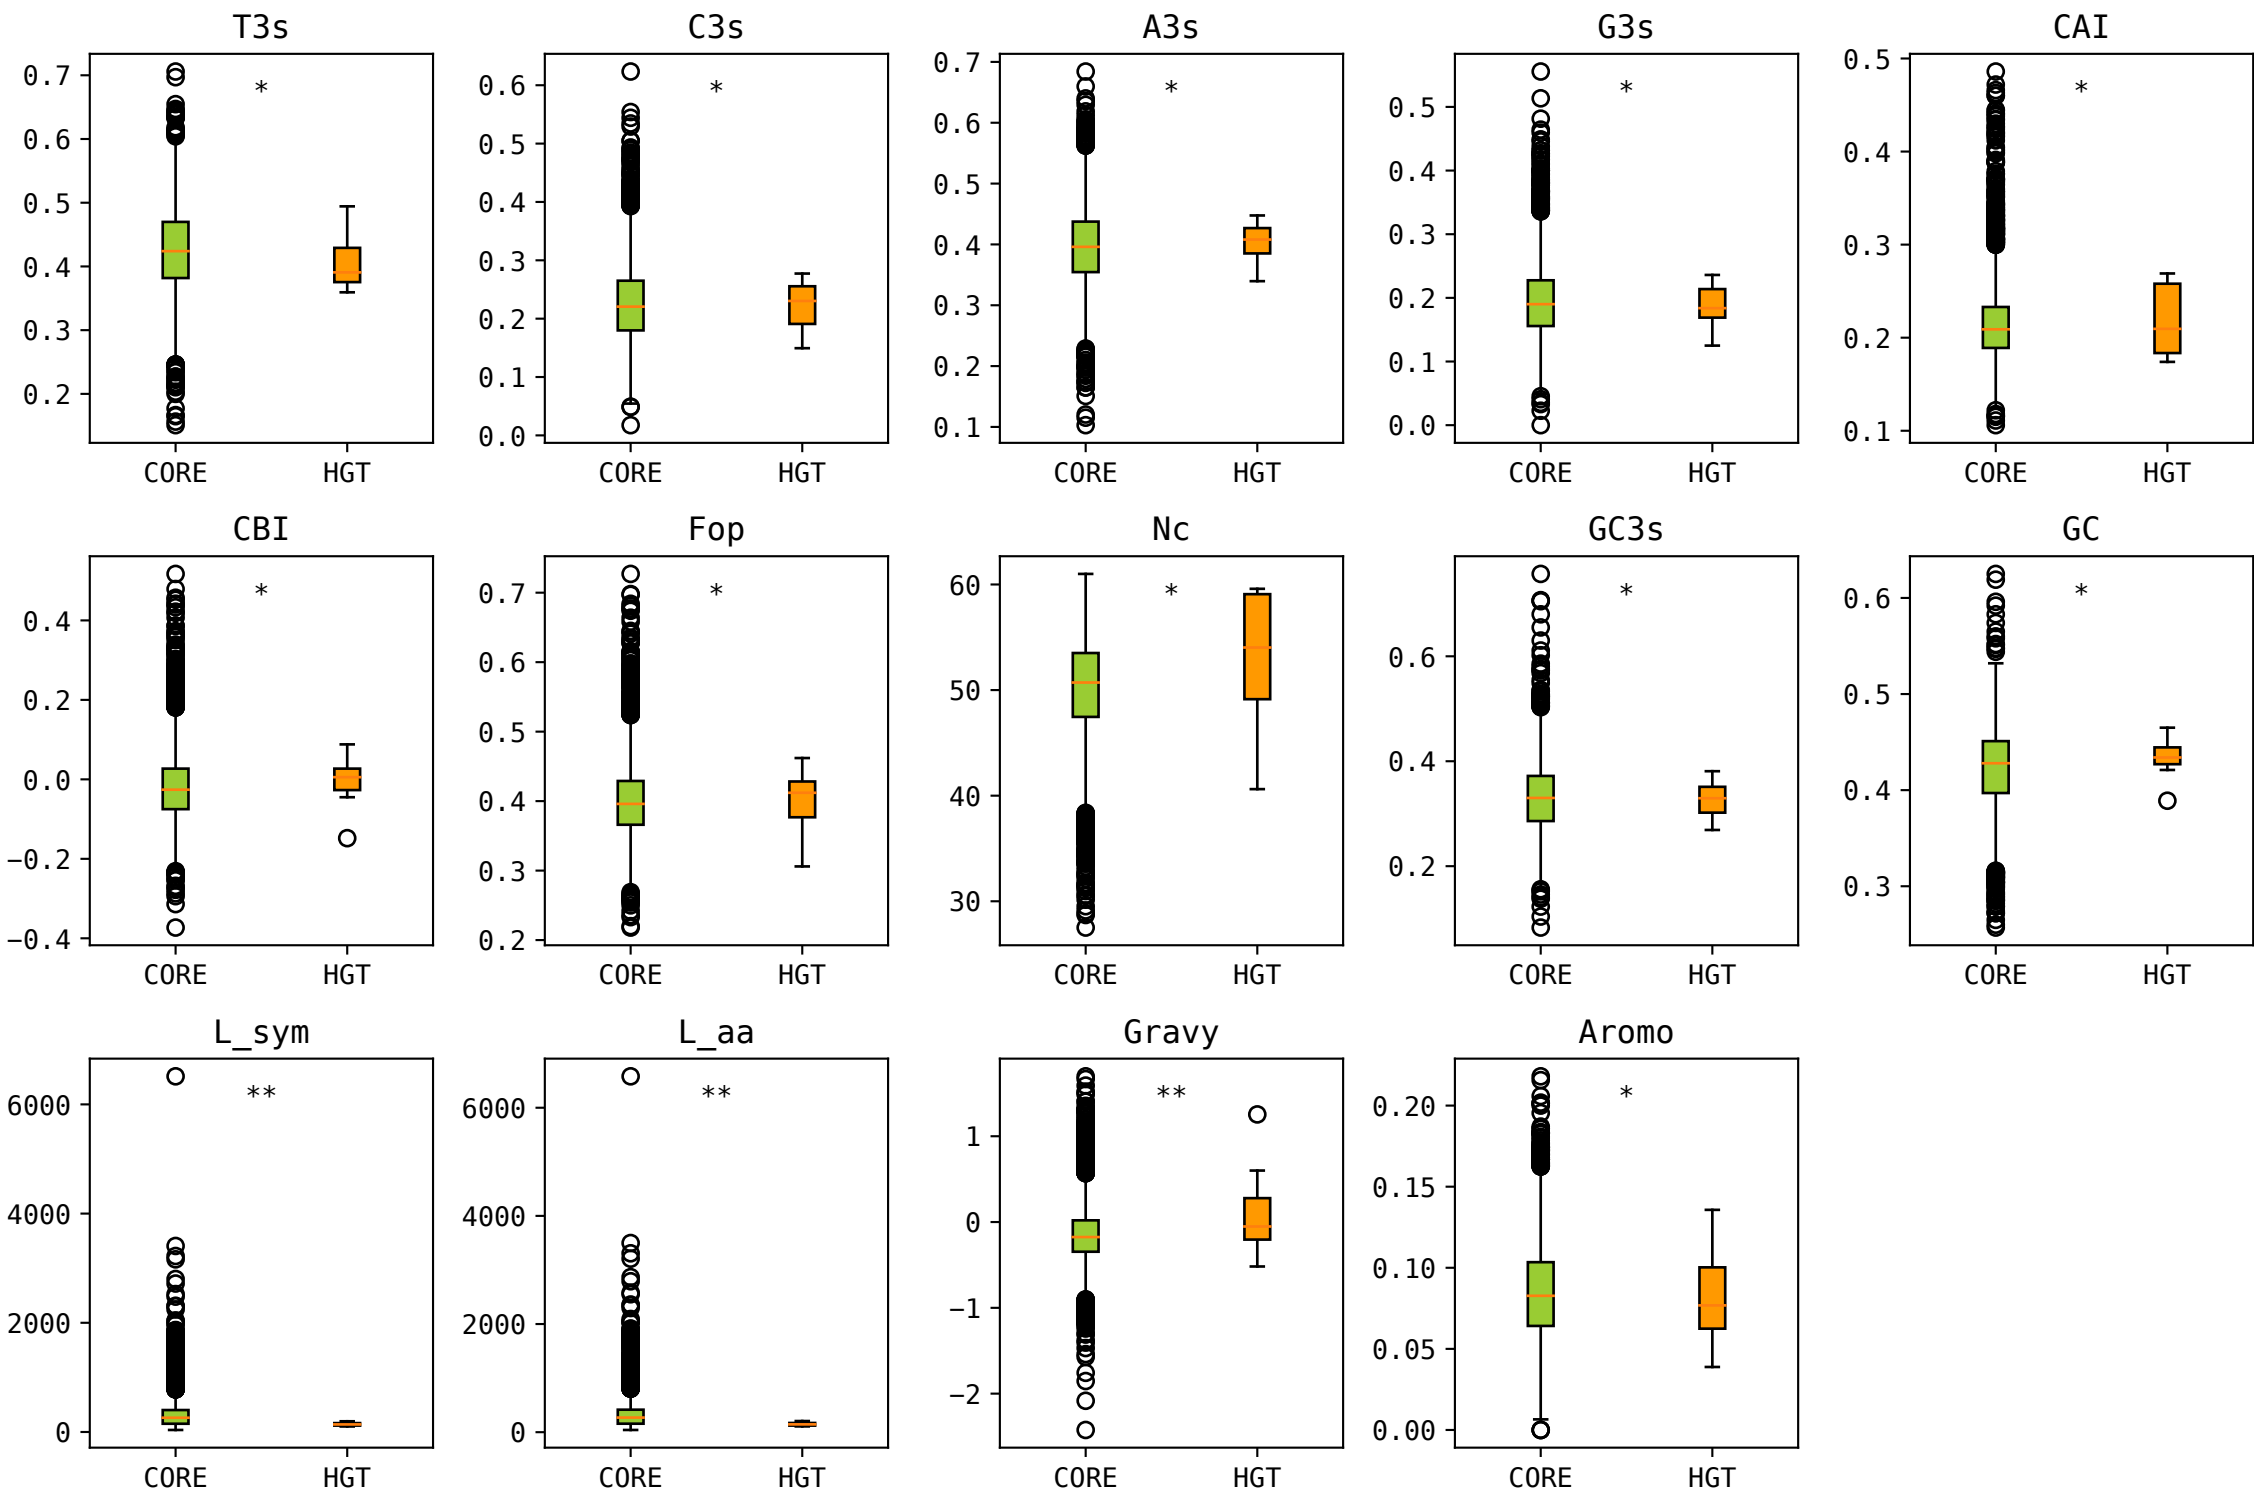 T3s
C3s
A3s
G3s
CAI
0.7
0.6
0.5
0.4
0.3
0.2
*
CORE
HGT
0.6
0.5
0.4
0.3
0.2
0.1
0.0
*
CORE
HGT
0.7
0.6
0.5
0.4
0.3
0.2
0.1
*
CORE
HGT
0.5
0.4
0.3
0.2
0.1
0.0
*
CORE
HGT
0.5
0.4
0.3
0.2
0.1
*
CORE
HGT
CBI
Fop
Nc
GC3s
GC
0.4
0.2
0.0
−0.2
−0.4
*
CORE
HGT
0.7
0.6
0.5
0.4
0.3
0.2
*
CORE
HGT
60
50
40
30
*
CORE
HGT
0.6
0.4
0.2
*
CORE
HGT
0.6
0.5
0.4
0.3
*
CORE
HGT
L_sym
L_aa
Gravy
Aromo
6000
4000
2000
0
**
CORE
HGT
6000
4000
2000
0
**
CORE
HGT
1
0
−1
−2
**
CORE
HGT
0.20
0.15
0.10
0.05
0.00
*
CORE
HGT